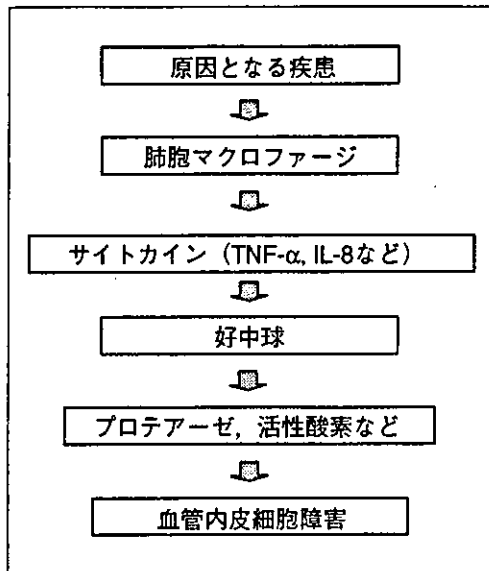 原因となる疾患
肺胞マクロファージ
サイトカイン（TNF-α, IL-8など）
好中球
プロテアーゼ，活性酸素など
血管内皮細胞障害